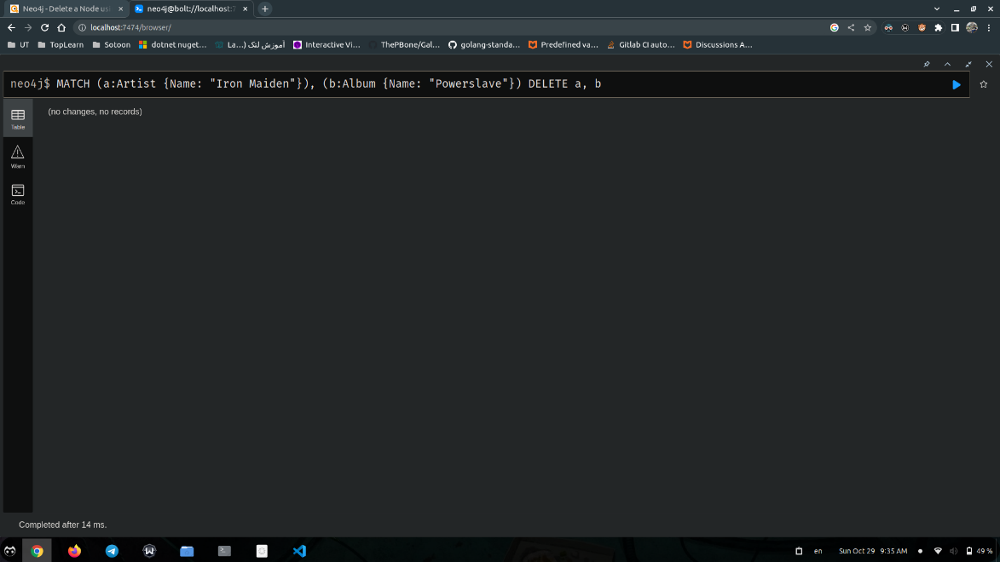 Neo4j - Delete a Node usi
neo4j@bolt://localhost:7
localhost:7474/browser/
UT
TopLearn
Sotoon
dotnet nuget…
La…) آموزش لتک
Interactive Vi…
ThePBone/Gal…
golang-standa…
Predefined va…
Gitlab CI auto…
Discussions A…
neo4j$ MATCH (a:Artist {Name: "Iron Maiden"}), (b:Album {Name: "Powerslave"}) DELETE a, b
(no changes, no records)
Table
Warn
Code
Completed after 14 ms.
en
Sun Oct 29 9:35 AM
49 %